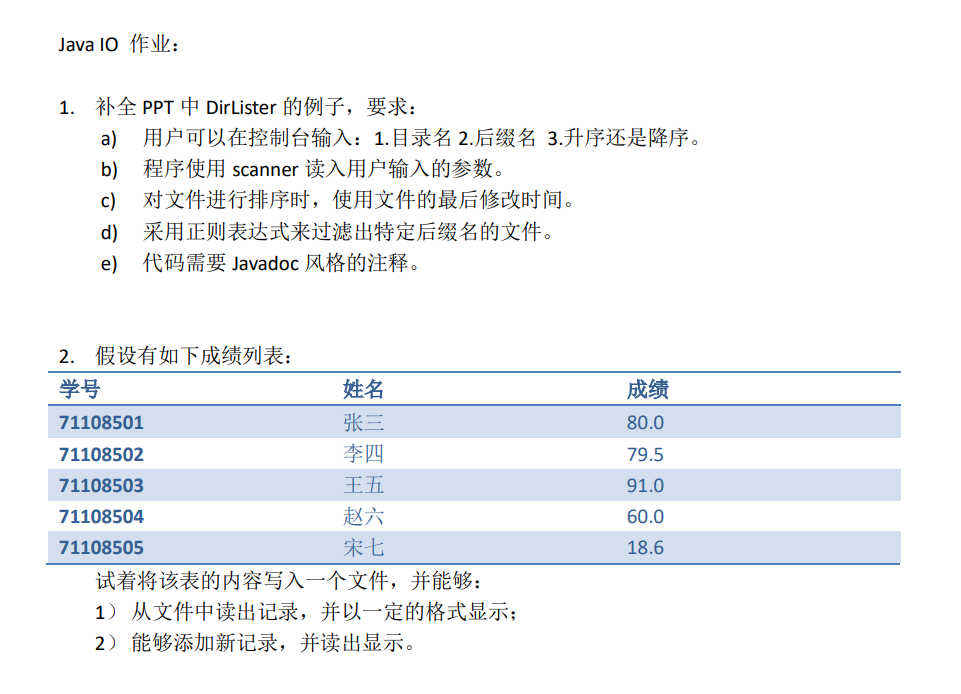 Java IO 作业：
1. 补全 PPT 中 DirLister 的例子，要求：
a) 用户可以在控制台输入：1.目录名 2.后缀名 3.升序还是降序。
b) 程序使用 scanner 读入用户输入的参数。
c) 对文件进行排序时，使用文件的最后修改时间。
d) 采用正则表达式来过滤出特定后缀名的文件。
e) 代码需要 Javadoc 风格的注释。
2. 假设有如下成绩列表：
学号 姓名 成绩
71108501 张三 80.0
71108502 李四 79.5
71108503 王五 91.0
71108504 赵六 60.0
71108505 宋七 18.6
试着将该表的内容写入一个文件，并能够：
1） 从文件中读出记录，并以一定的格式显示；
2） 能够添加新记录，并读出显示。